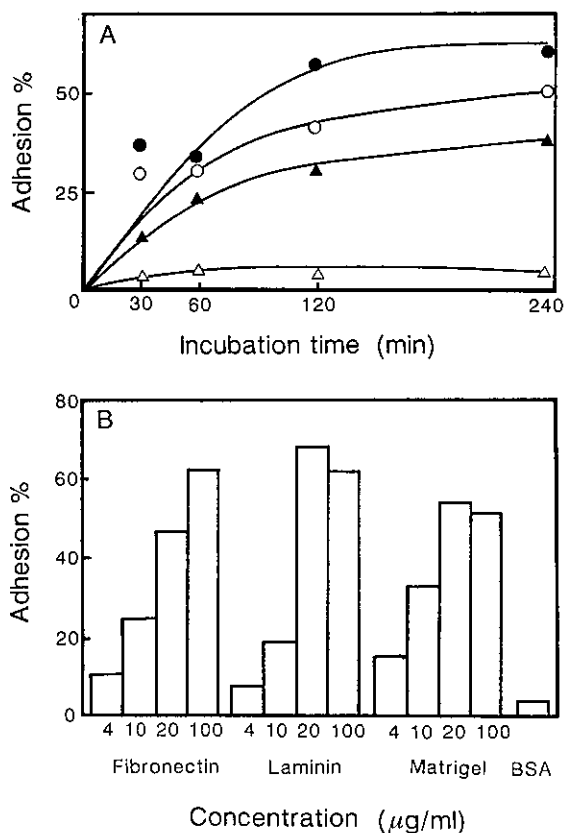 A
Adhesion %
50
25
0
30 60 120 240
Incubation time (min)
B
Adhesion %
80
60
40
20
0
4 10 20 100 4 10 20 100 4 10 20 100
Fibronectin Laminin Matrigel BSA
Concentration (μg/ml)